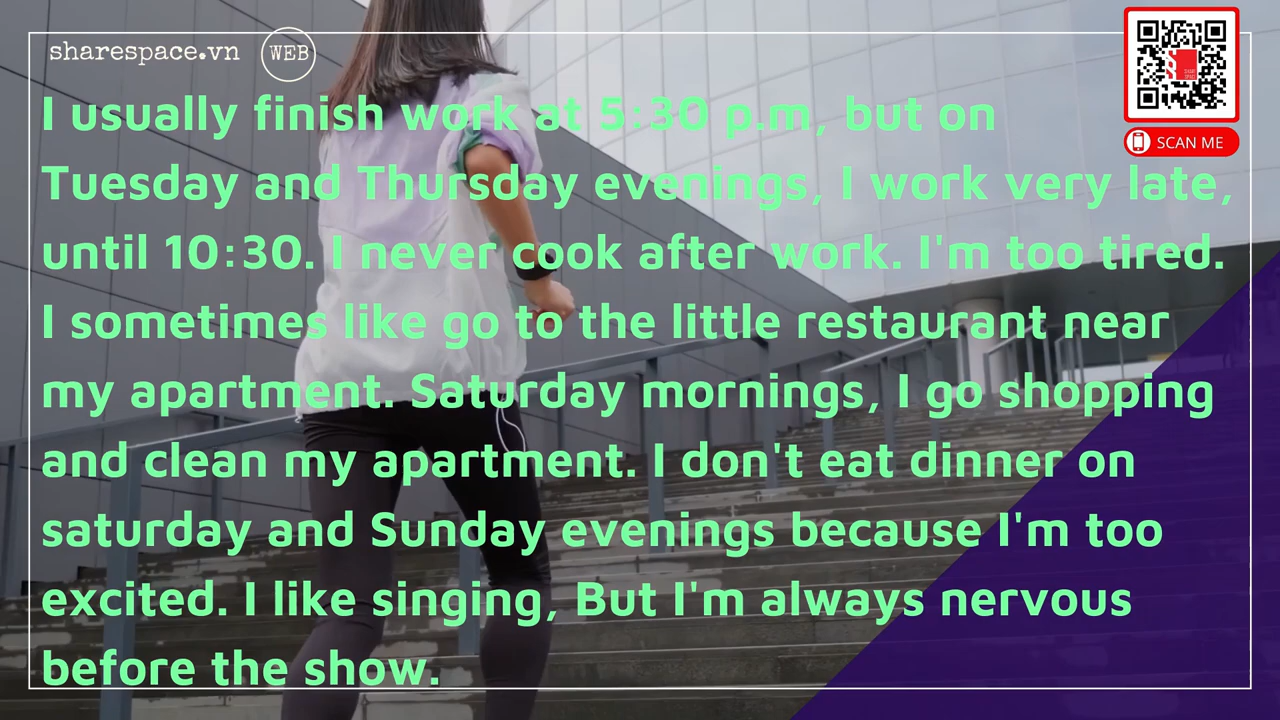 sharespace.vn WEB
SCAN ME
I usually finish work at 5:30 p.m, but on
Tuesday and Thursday evenings, I work very late,
until 10:30. I never cook after work. I'm too tired.
I sometimes like go to the little restaurant near
my apartment. Saturday mornings, I go shopping
and clean my apartment. I don't eat dinner on
saturday and Sunday evenings because I'm too
excited. I like singing, But I'm always nervous
before the show.